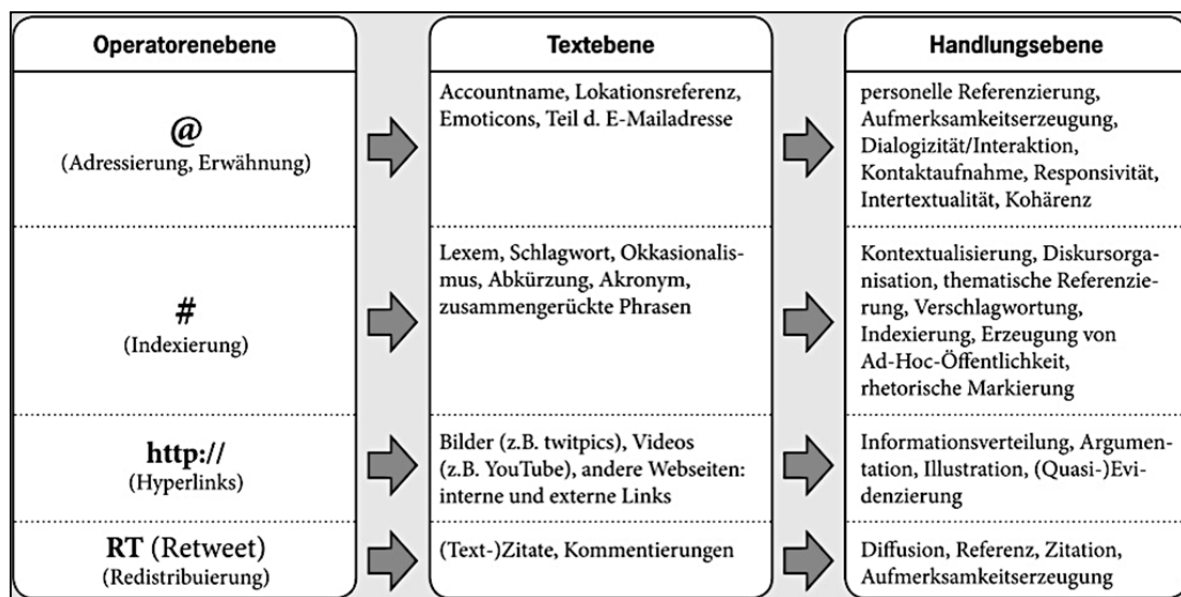 Operatorenebene
Textebene
Handlungsebene
@
(Adressierung, Erwähnung)
Accountname, Lokationsreferenz,
Emoticons, Teil d. E-Mailadresse
personelle Referenzierung,
Aufmerksamkeitserzeugung,
Dialogizität/Interaktion,
Kontaktaufnahme, Responsivität,
Intertextualität, Kohärenz
#
(Indexierung)
Lexem, Schlagwort, Okkasionalis-
mus, Abkürzung, Akronym,
zusammengerückte Phrasen
Kontextualisierung, Diskursorga-
nisation, thematische Referenzie-
rung, Verschlagwortung,
Indexierung, Erzeugung von
Ad-Hoc-Öffentlichkeit,
rhetorische Markierung
http://
(Hyperlinks)
Bilder (z.B. twitpics), Videos
(z.B. YouTube), andere Webseiten:
interne und externe Links
Informationsverteilung, Argumen-
tation, Illustration, (Quasi-)Evi-
denzierung
RT (Retweet)
(Redistribuierung)
(Text-)Zitate, Kommentierungen
Diffusion, Referenz, Zitation,
Aufmerksamkeitserzeugung